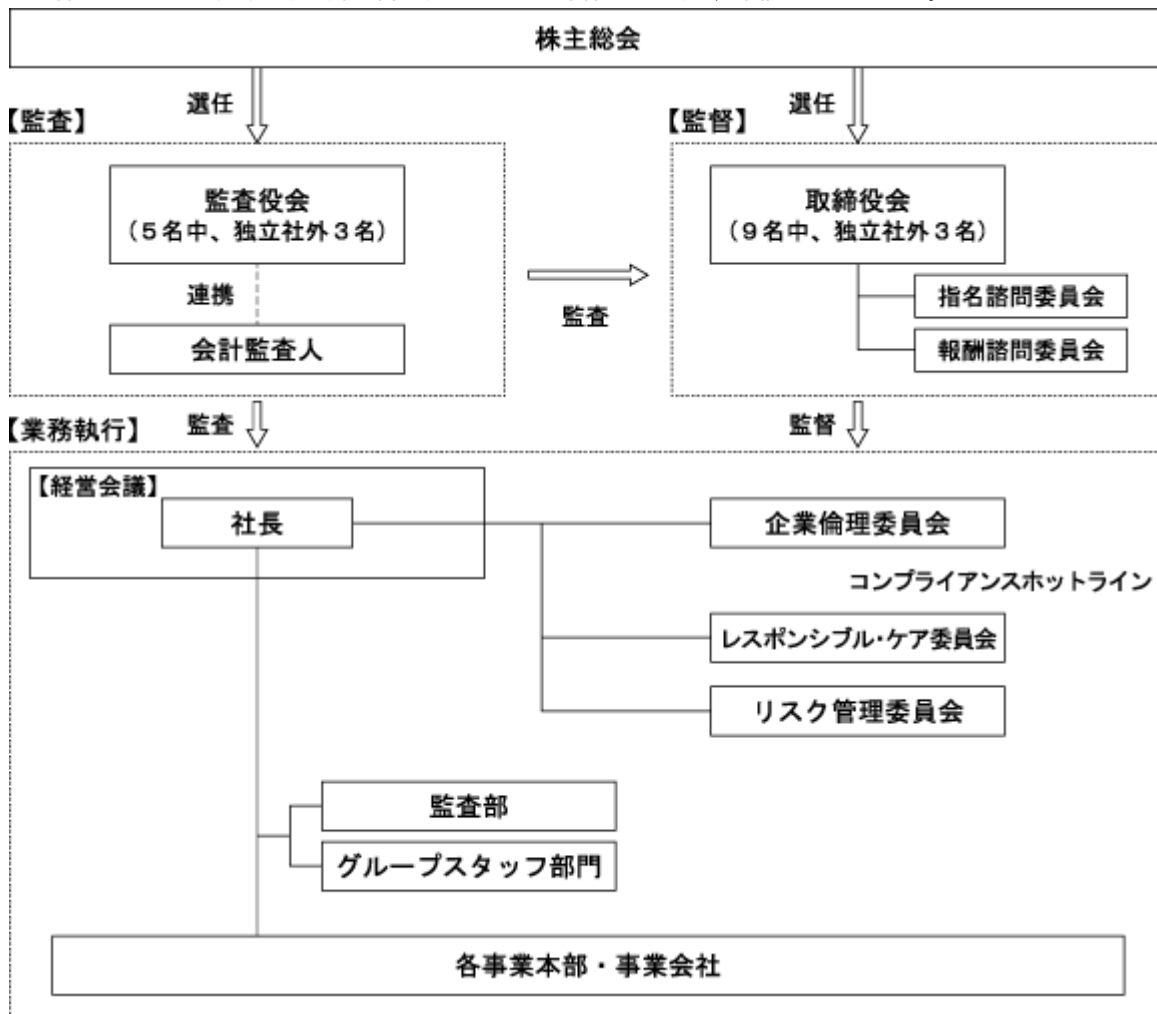 株主総会
選任
選任
【監査】
【監督】
監査役会
（５名中、独立社外３名）
取締役会
（９名中、独立社外３名）
連携
監査
指名諮問委員会
会計監査人
報酬諮問委員会
【業務執行】
監査
監督
【経営会議】
社長
企業倫理委員会
コンプライアンスホットライン
レスポンシブル・ケア委員会
リスク管理委員会
監査部
グループスタッフ部門
各事業本部・事業会社